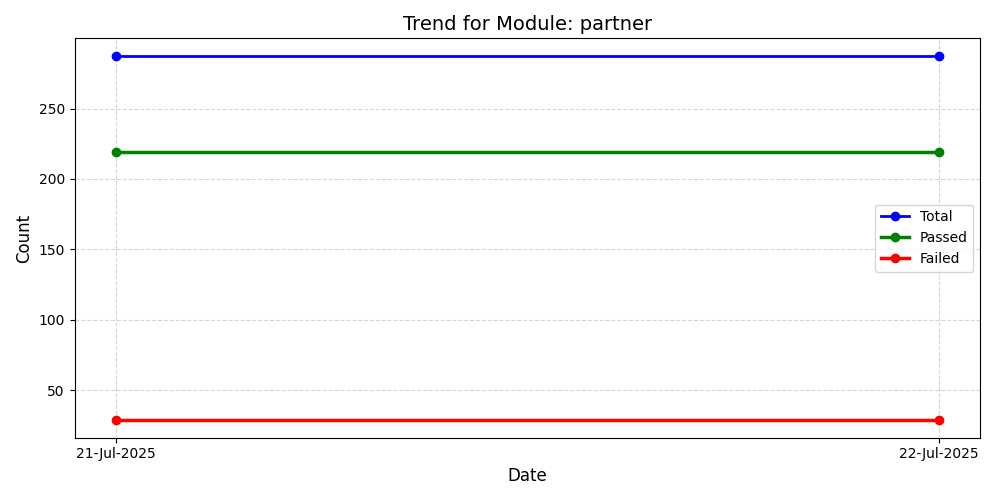 Trend for Module: partner
Count
250
200
150
100
50
Total
Passed
Failed
21-Jul-2025
22-Jul-2025
Date